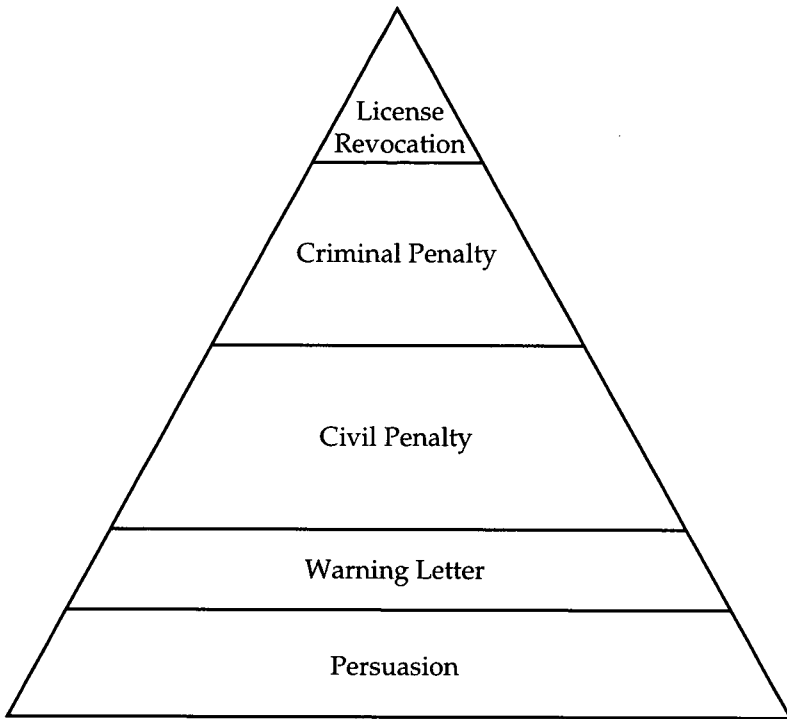 License
Revocation
Criminal Penalty
Civil Penalty
Warning Letter
Persuasion